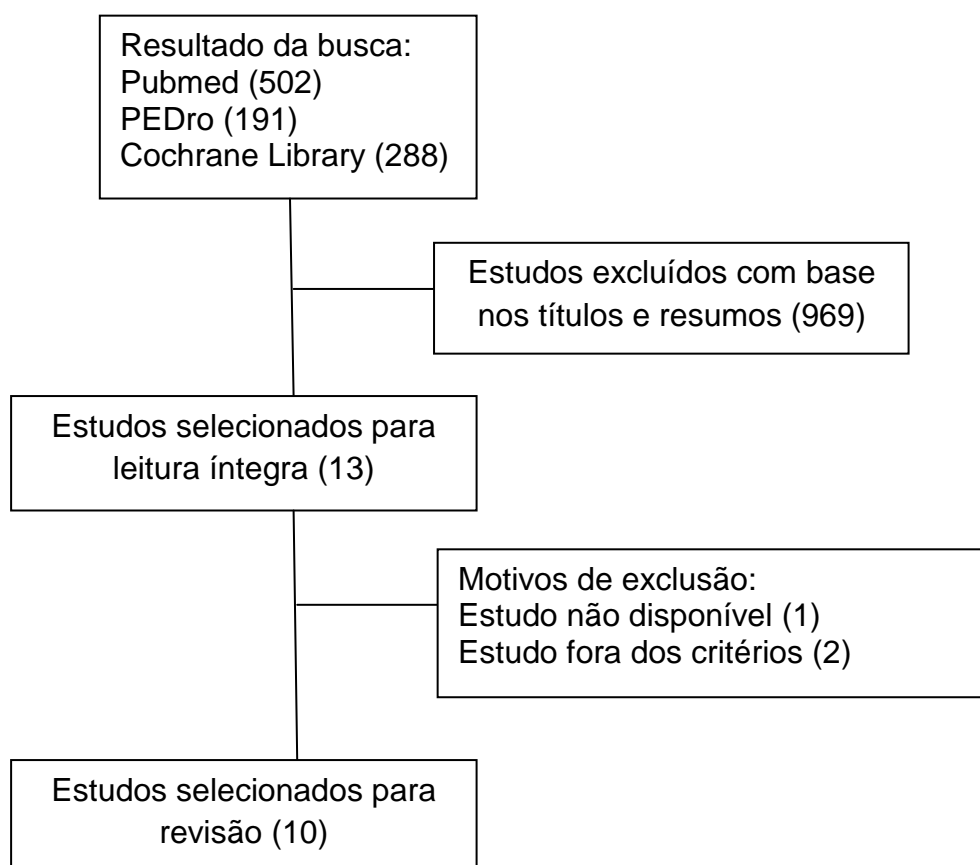 Resultado da busca:
Pubmed (502)
PEDro (191)
Cochrane Library (288)
Estudos excluídos com base
nos títulos e resumos (969)
Estudos selecionados para
leitura íntegra (13)
Motivos de exclusão:
Estudo não disponível (1)
Estudo fora dos critérios (2)
Estudos selecionados para
revisão (10)